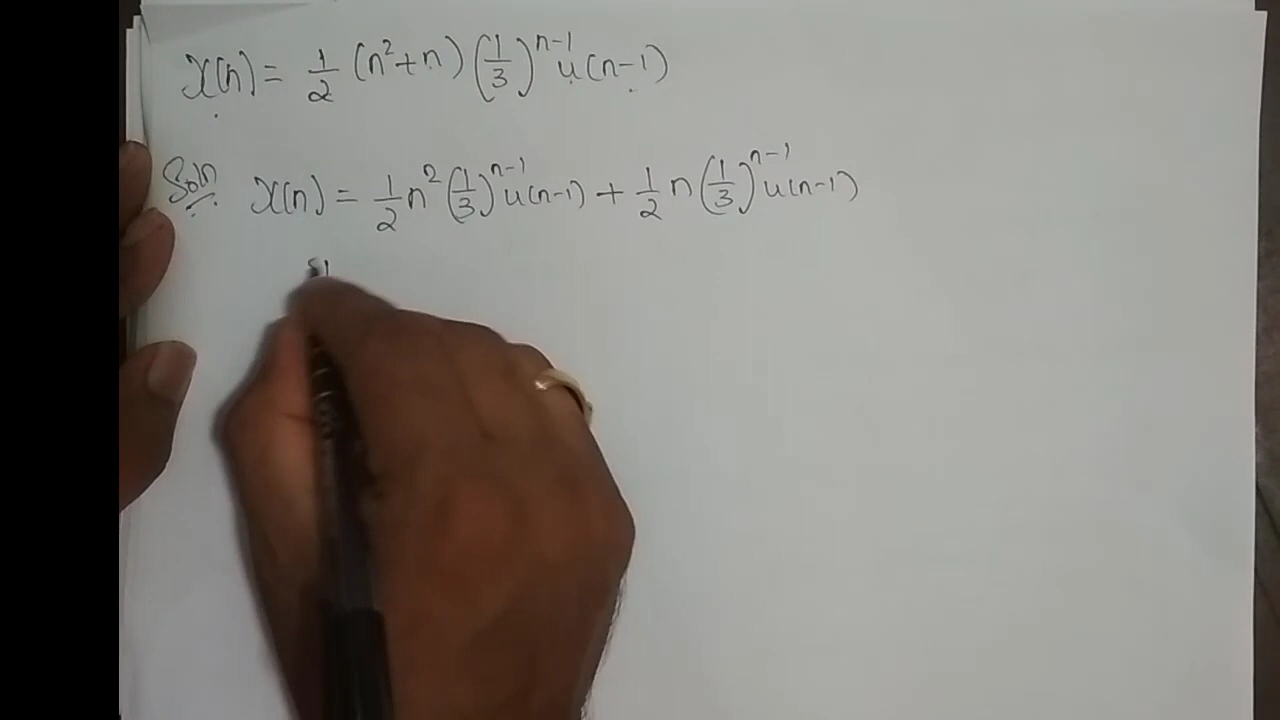 x(n) = 1/2 (n²+n) (1/3)^(n-1) u(n-1)
Soln x(n) = 1/2 n² (1/3)^(n-1) u(n-1) + 1/2 n (1/3)^(n-1) u(n-1)